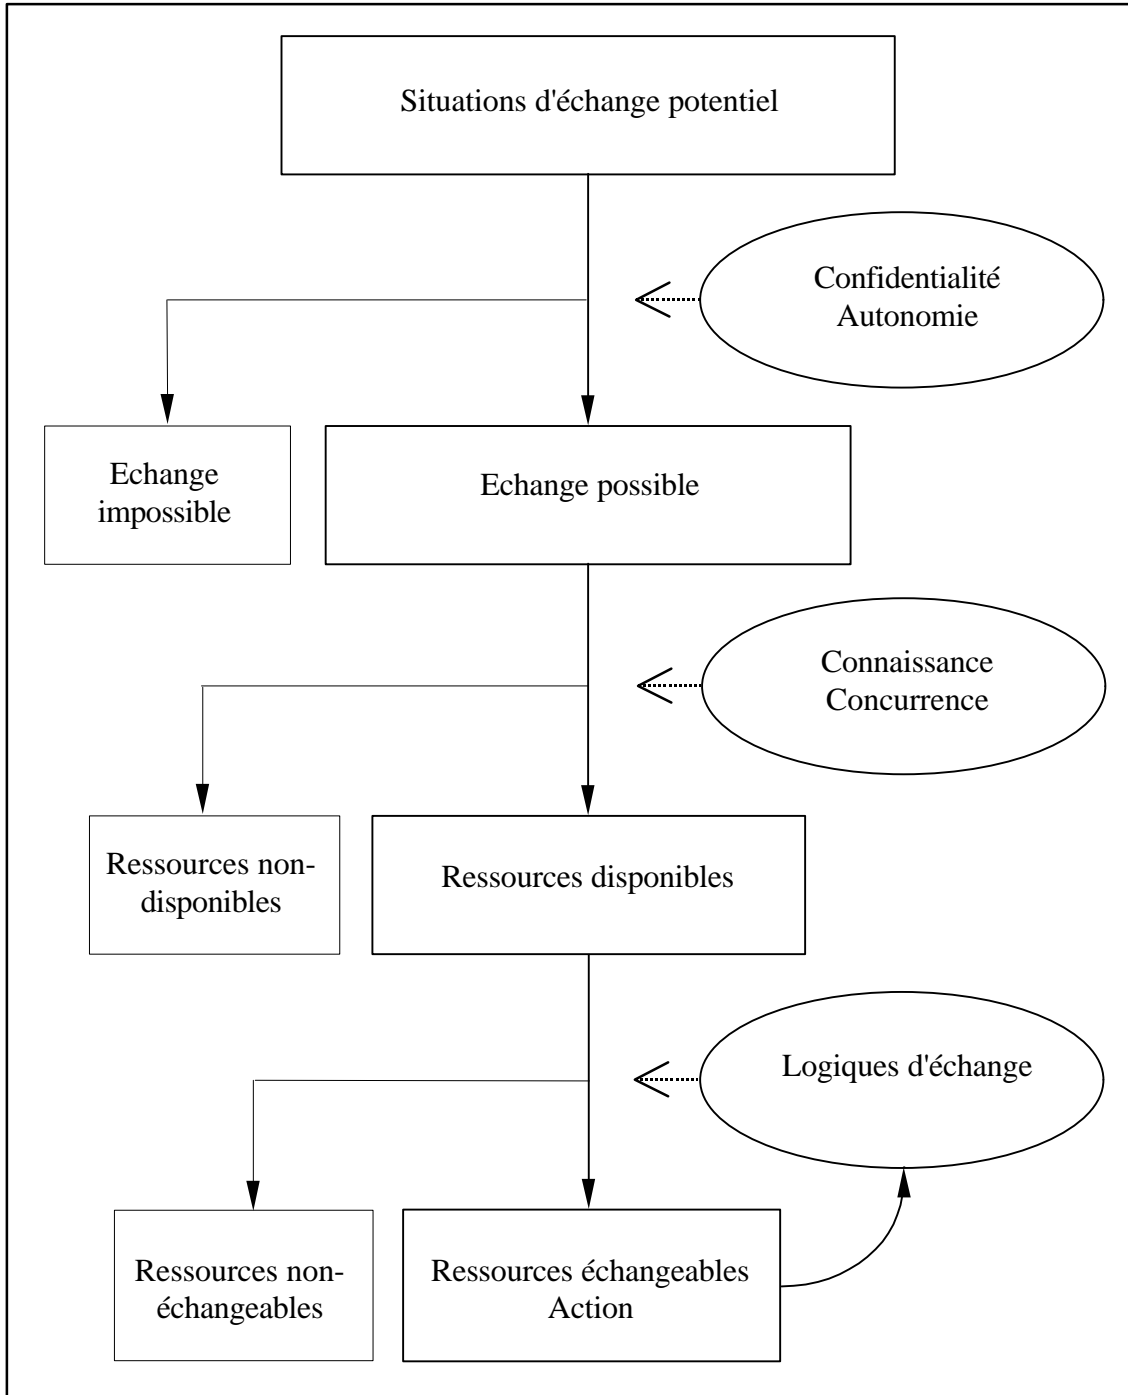 Situations d'échange potentiel
Confidentialité
Autonomie
Echange
impossible
Echange possible
Connaissance
Concurrence
Ressources non-
disponibles
Ressources disponibles
Logiques d'échange
Ressources non-
échangeables
Ressources échangeables
Action